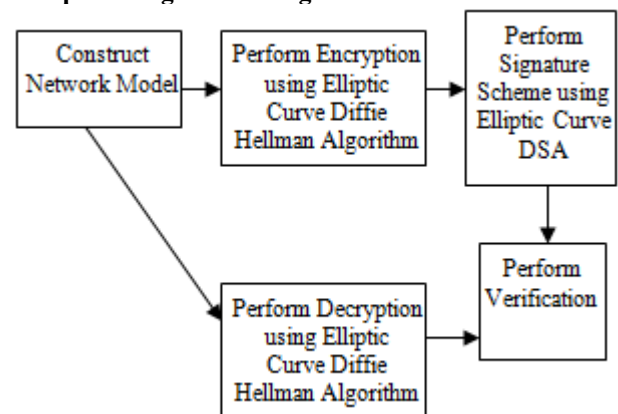 Construct
Network Model
Perform Encryption
using Elliptic
Curve Diffie
Hellman Algorithm
Perform
Signature
Scheme using
Elliptic Curve
DSA
Perform
Verification
Perform Decryption
using Elliptic
Curve Diffie
Hellman Algorithm